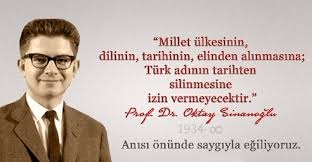 “Millet ülkesinin,
dilinin, tarihinin, elinden alınmasına;
Türk adının tarihten
silinmesine
izin vermeyecektir.”
Prof. Dr. Oktay Sinanoğlu
1934-∞
Anısı önünde saygıyla eğiliyoruz.